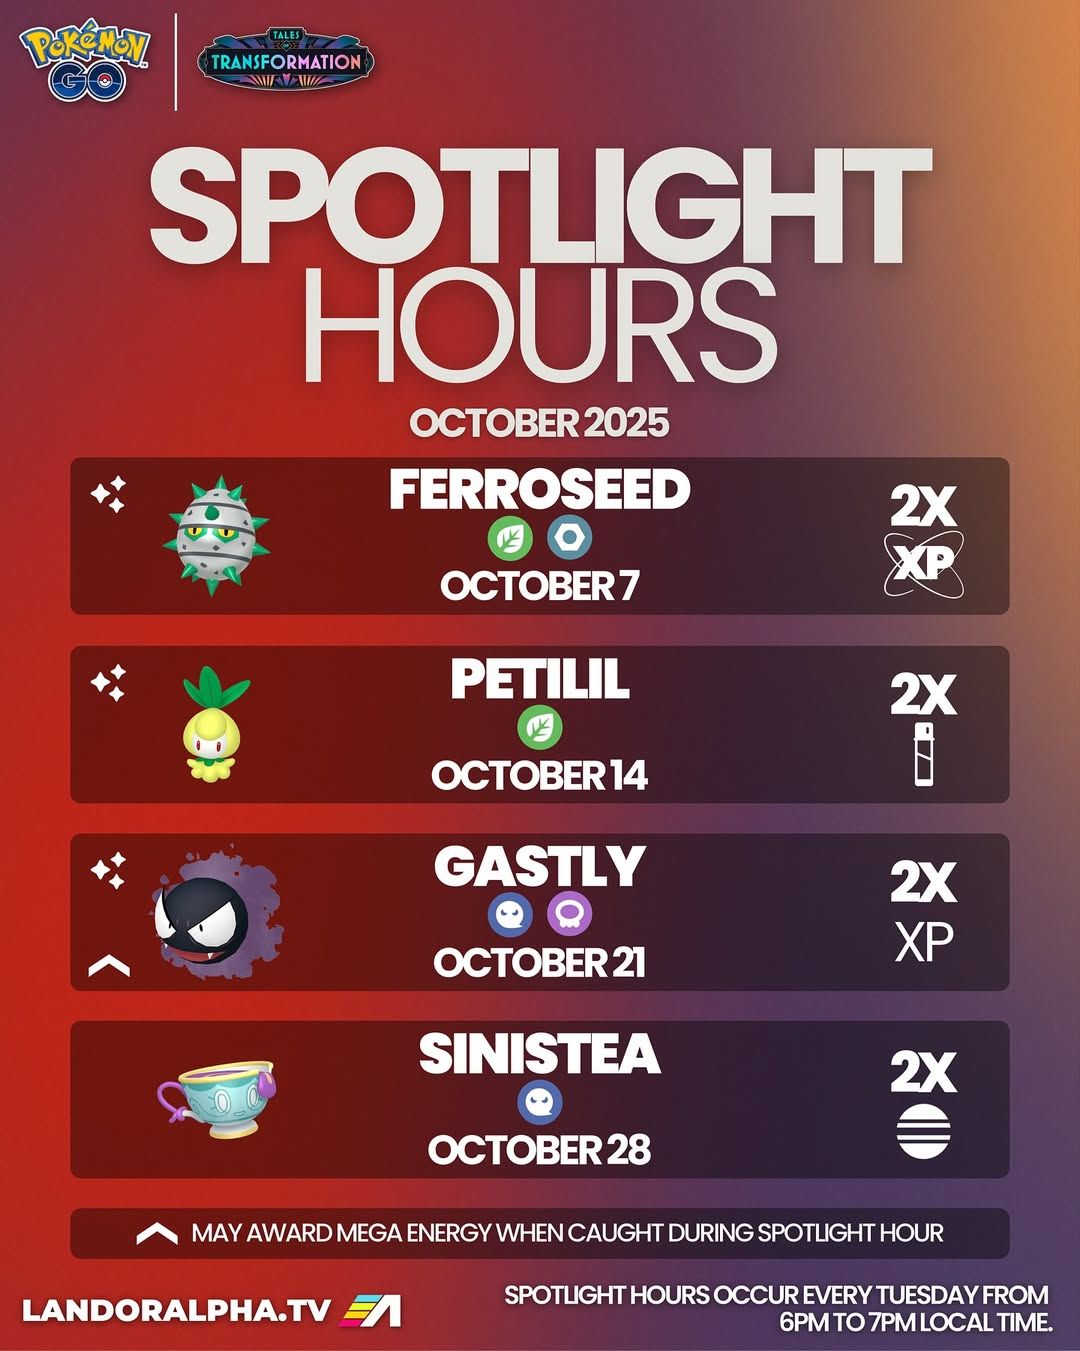 POKÉMON
GO
TALES
OF
TRANSFORMATION
SPOTLIGHT
HOURS
OCTOBER 2025
FERROSEED
OCTOBER 7
2X
XP
PETILIL
OCTOBER 14
2X
GASTLY
OCTOBER 21
2X
XP
SINISTEA
OCTOBER 28
2X
MAY AWARD MEGA ENERGY WHEN CAUGHT DURING SPOTLIGHT HOUR
LANDORALPHA.TV
SPOTLIGHT HOURS OCCUR EVERY TUESDAY FROM
6PM TO 7PM LOCAL TIME.